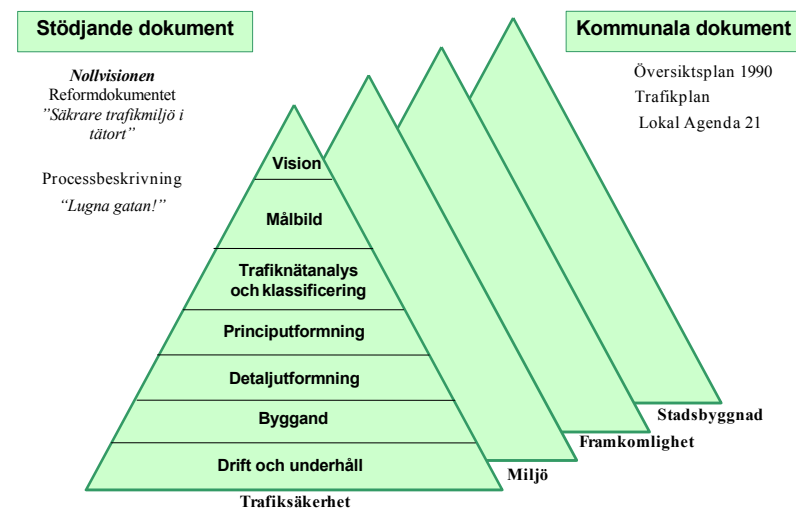 Stödjande dokument
Nollvisionen
Reformdokumentet
”Säkrare trafikmiljö i
tätort”
Processbeskrivning
“Lugna gatan!”
Kommunala dokument
Översiktsplan 1990
Trafikplan
Lokal Agenda 21
Vision
Målbild
Trafiknätanalys
och klassificering
Principutformning
Detaljutformning
Byggand
Drift och underhåll
Trafiksäkerhet
Miljö
Framkomlighet
Stadsbyggnad